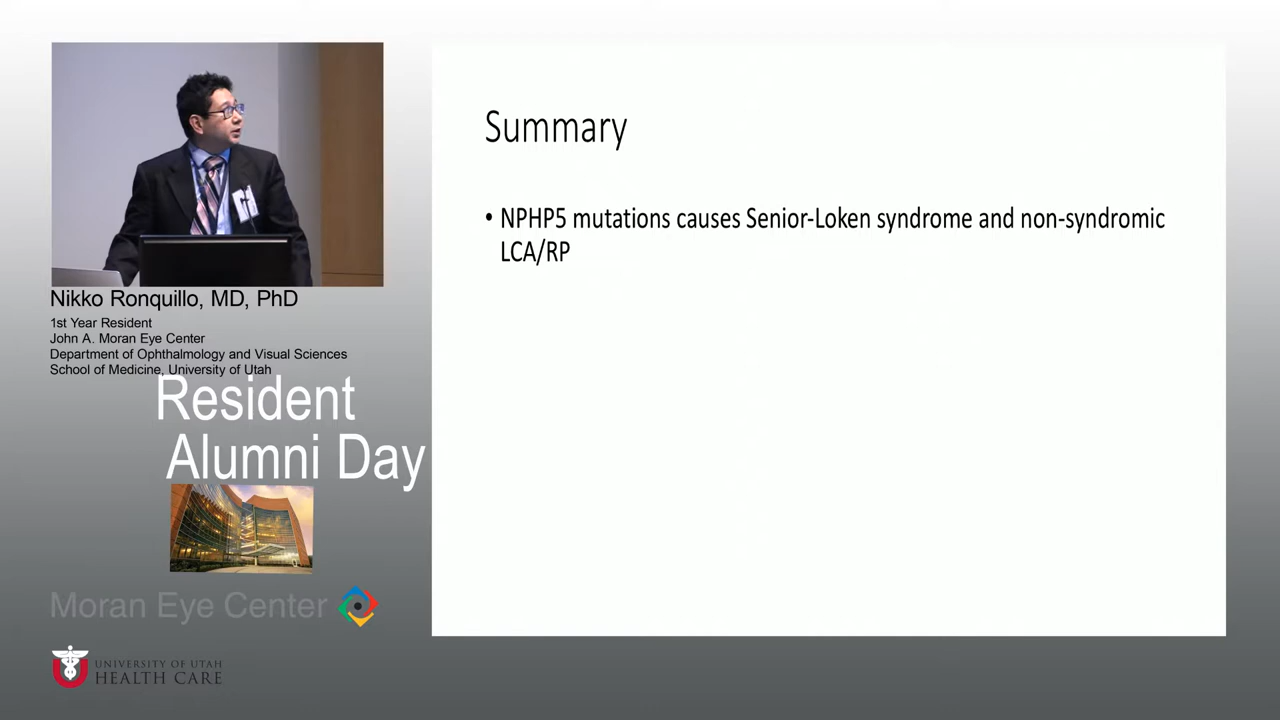 Summary
• NPHP5 mutations causes Senior-Loken syndrome and non-syndromic
LCA/RP
Nikko Ronquillo, MD, PhD
1st Year Resident
John A. Moran Eye Center
Department of Ophthalmology and Visual Sciences
School of Medicine, University of Utah
Resident
Alumni Day
Moran Eye Center
UNIVERSITY OF UTAH
HEALTH CARE